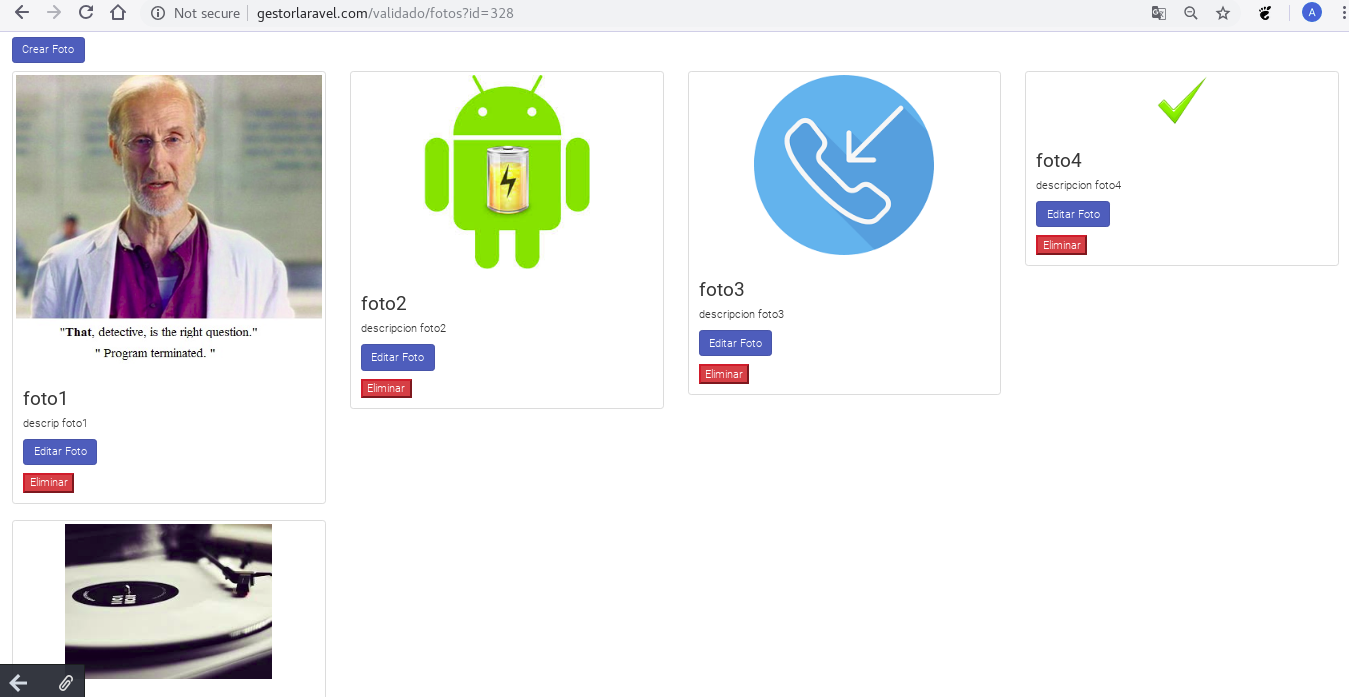 Not secure
gestorlaravel.com/validado/fotos?id=328
A
Crear Foto
"That, detective, is the right question."
" Program terminated. "
foto1
descrip foto1
Editar Foto
Eliminar
foto2
descripcion foto2
Editar Foto
Eliminar
foto3
descripcion foto3
Editar Foto
Eliminar
foto4
descripcion foto4
Editar Foto
Eliminar